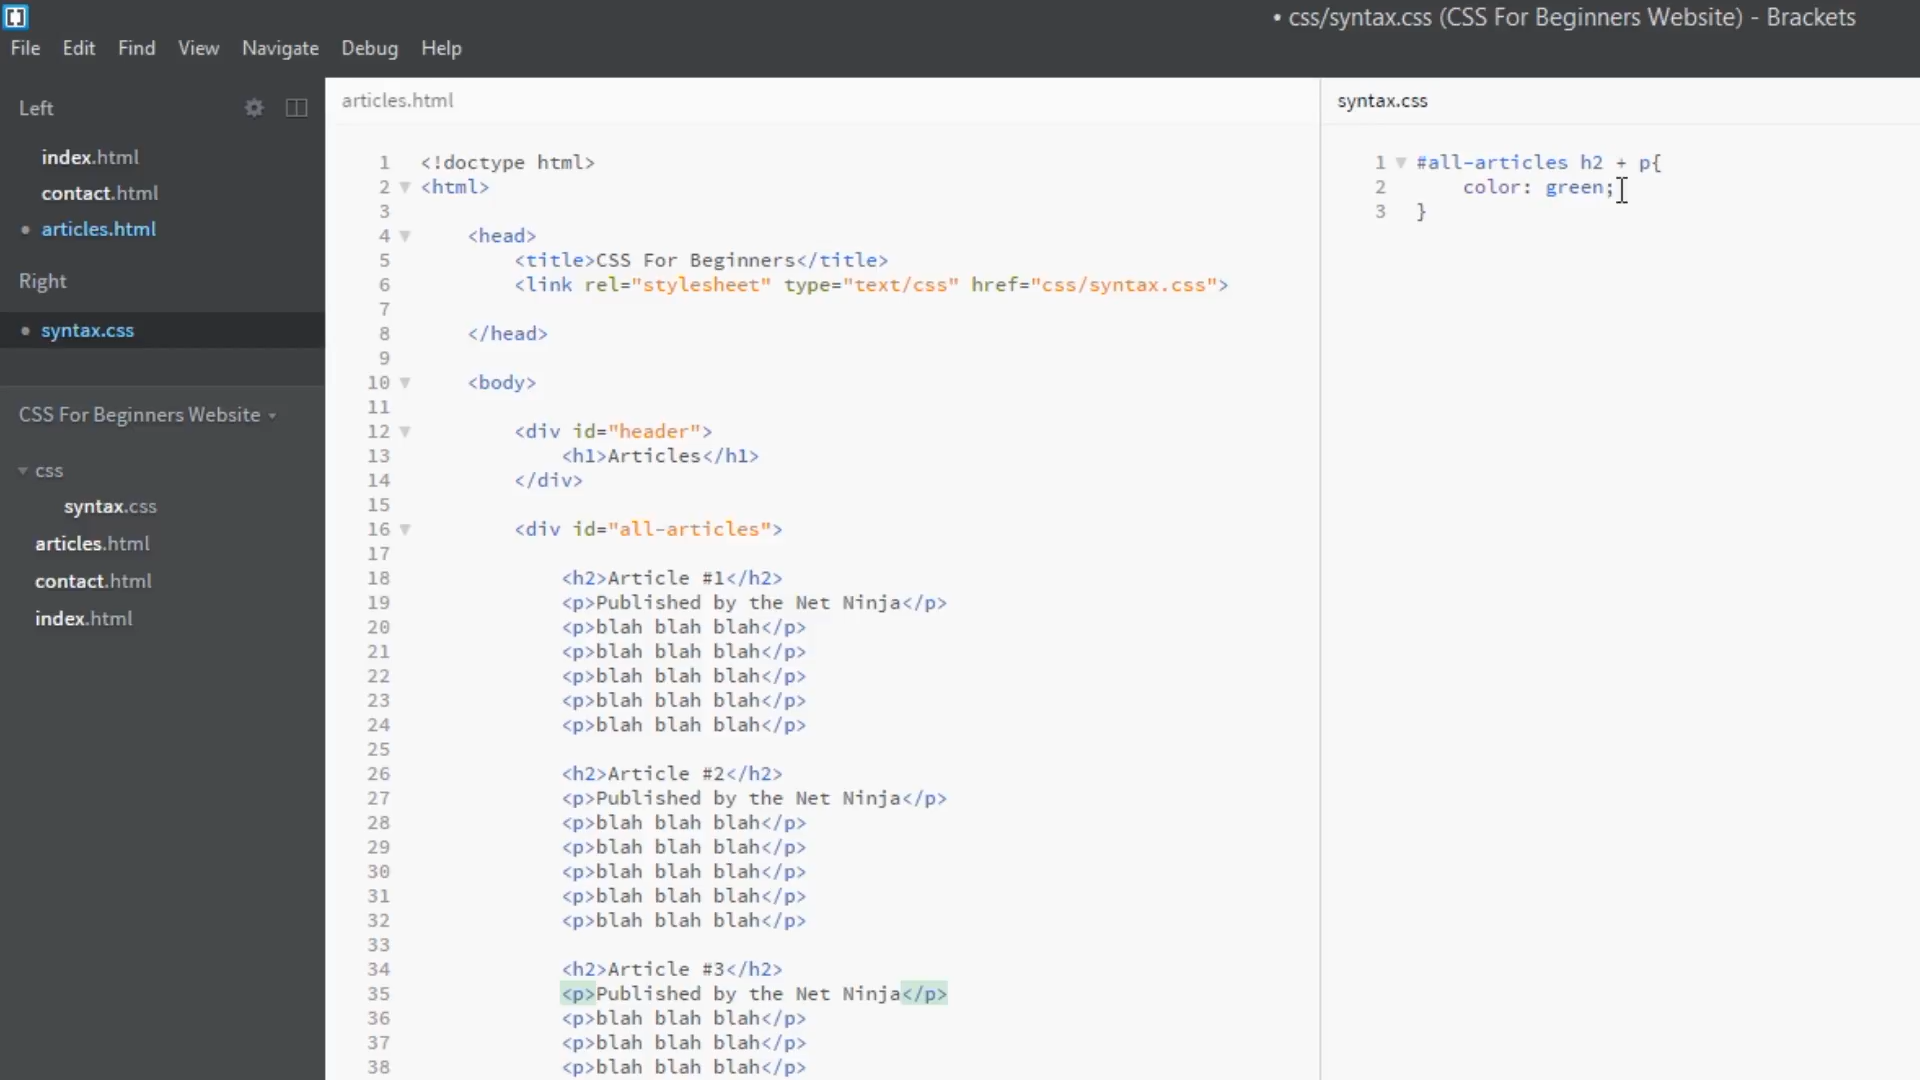 • css/syntax.css (CSS For Beginners Website) - Brackets
File Edit Find View Navigate Debug Help
Left
index.html
contact.html
• articles.html
Right
• syntax.css
CSS For Beginners Website
css
syntax.css
articles.html
contact.html
index.html
articles.html
1 <!doctype html>
2 <html>
3
4 <head>
5 <title>CSS For Beginners</title>
6 <link rel="stylesheet" type="text/css" href="css/syntax.css">
7
8 </head>
9
10 <body>
11
12 <div id="header">
13 <h1>Articles</h1>
14 </div>
15
16 <div id="all-articles">
17
18 <h2>Article #1</h2>
19 <p>Published by the Net Ninja</p>
20 <p>blah blah blah</p>
21 <p>blah blah blah</p>
22 <p>blah blah blah</p>
23 <p>blah blah blah</p>
24 <p>blah blah blah</p>
25
26 <h2>Article #2</h2>
27 <p>Published by the Net Ninja</p>
28 <p>blah blah blah</p>
29 <p>blah blah blah</p>
30 <p>blah blah blah</p>
31 <p>blah blah blah</p>
32 <p>blah blah blah</p>
33
34 <h2>Article #3</h2>
35 <p>Published by the Net Ninja</p>
36 <p>blah blah blah</p>
37 <p>blah blah blah</p>
38 <p>blah blah blah</p>
syntax.css
1 #all-articles h2 + p{
2 color: green;
3 }